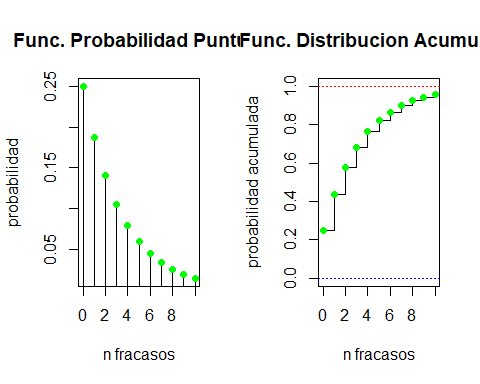 Func. Probabilidad Punt
Func. Distribucion Acumu
probabilidad
0.05
0.15
0.25
0 2 4 6 8
n fracasos
probabilidad acumulada
0.0
0.2
0.4
0.6
0.8
1.0
0 2 4 6 8
n fracasos